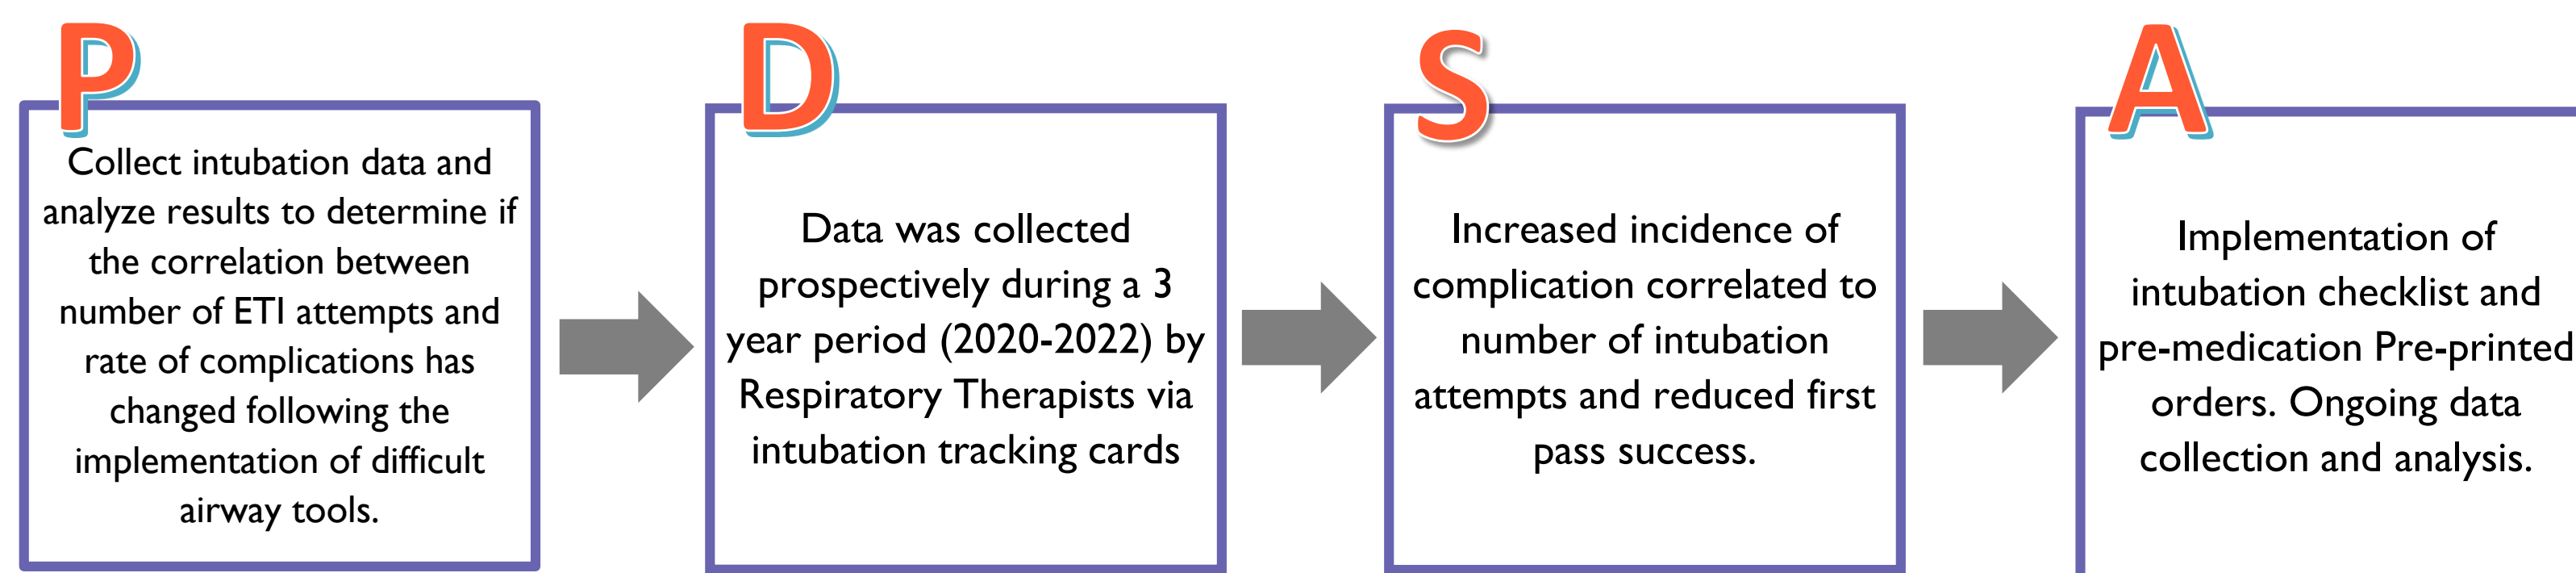 P
Collect intubation data and
analyze results to determine if
the correlation between
number of ETI attempts and
rate of complications has
changed following the
implementation of difficult
airway tools.
D
Data was collected
prospectively during a 3
year period (2020-2022) by
Respiratory Therapists via
intubation tracking cards
S
Increased incidence of
complication correlated to
number of intubation
attempts and reduced first
pass success.
A
Implementation of
intubation checklist and
pre-medication Pre-printed
orders. Ongoing data
collection and analysis.